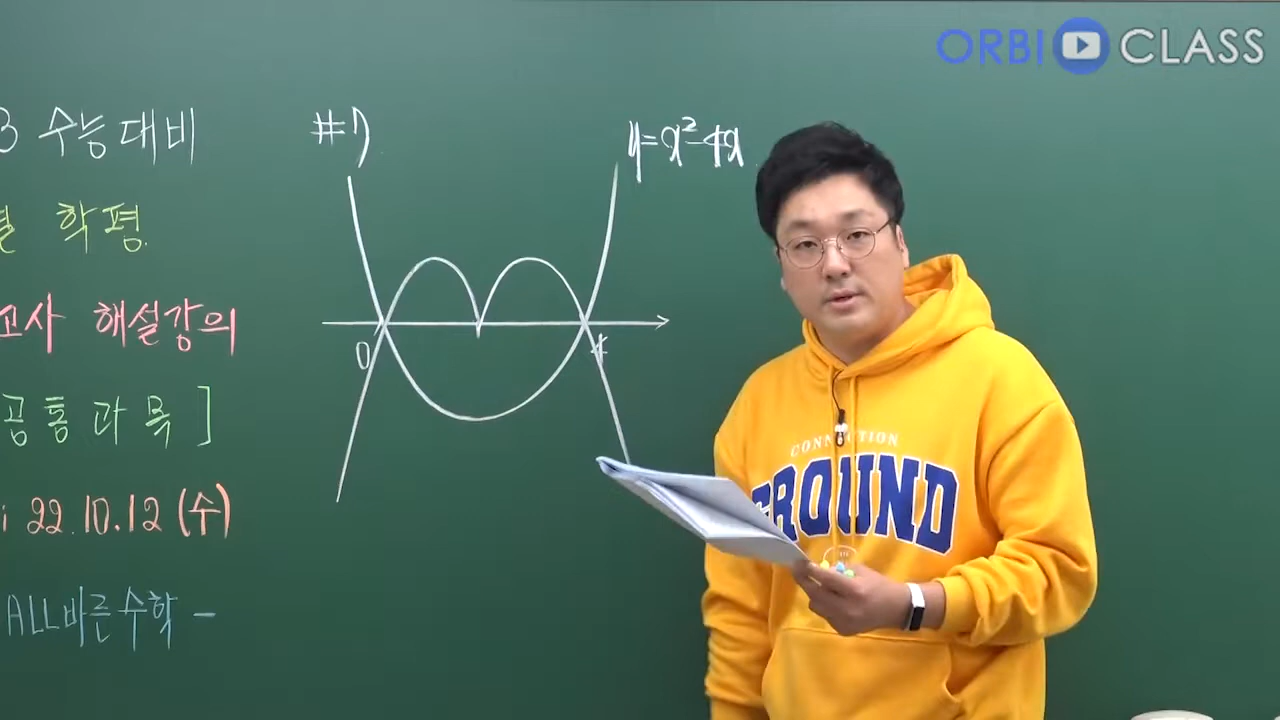 ORBI CLASS
3 수능대비
학평
고사 해설강의
공통과목]
i 22.10.12 (수)
ALL바른수학 -
#7
y=x²-4x
0
4
CONNECTION
GROUND